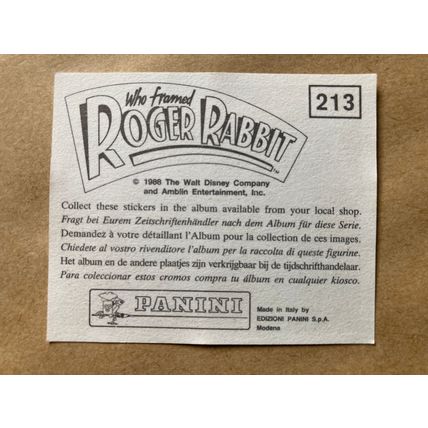 Who Framed
ROGER RABBIT™
213
© 1988 The Walt Disney Company
and Amblin Entertainment, Inc.
Collect these stickers in the album available from your local shop.
Fragt bei Eurem Zeitschriftenhändler nach dem Album für diese Serie.
Demandez à votre détaillant l'Album pour la collection de ces images.
Chiedete al vostro rivenditore l'album per la raccolta di queste figurine.
Het album en de andere plaatjes zijn verkrijgbaar bij de tijdschrifthandelaar.
Para coleccionar estos cromos compra tu álbum en cualquier kiosco.
PANINI
Made in Italy by
EDIZIONI PANINI S.p.A.
Modena